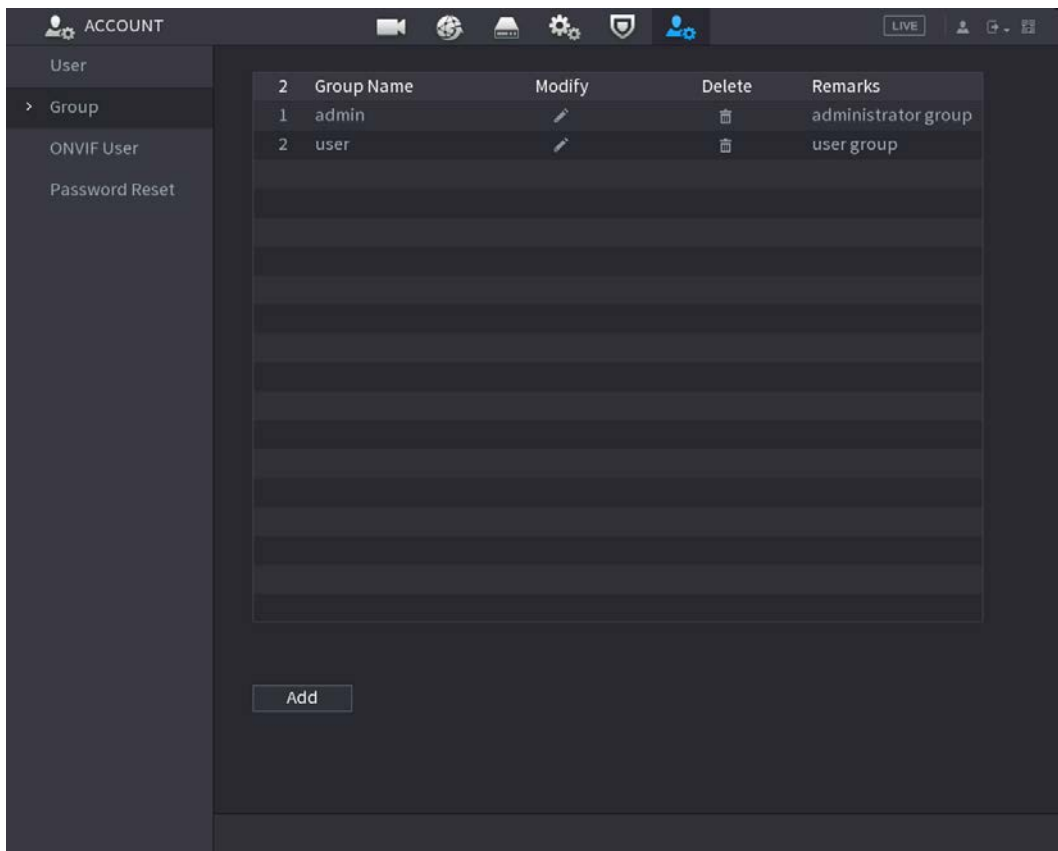 ACCOUNT
LIVE
User
Group
ONVIF User
Password Reset
2 Group Name Modify Delete Remarks
1 admin administrator group
2 user user group
Add